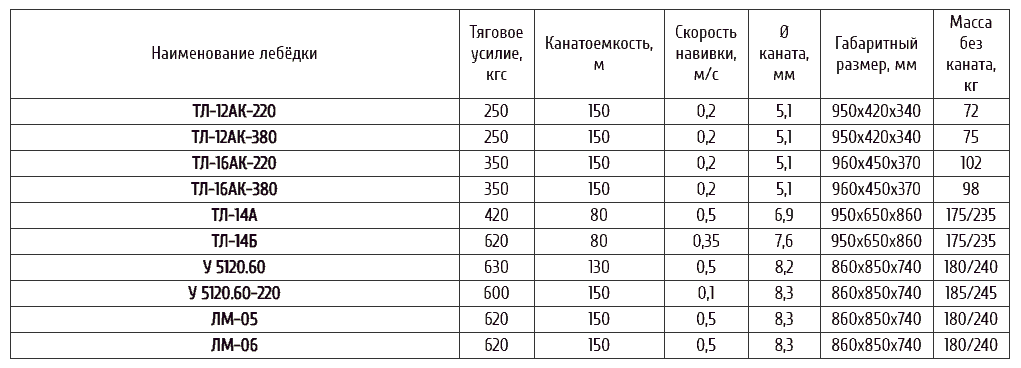 Наименование лебёдки Тяговое усилие, кгс Канатоемкость, м Скорость навивки, м/с Ø каната, мм Габаритный размер, мм Масса без каната, кг
ТЛ-12АК-220 250 150 0,2 5,1 950х420х340 72
ТЛ-12АК-380 250 150 0,2 5,1 950х420х340 75
ТЛ-16АК-220 350 150 0,2 5,1 960х450х370 102
ТЛ-16АК-380 350 150 0,2 5,1 960х450х370 98
ТЛ-14А 420 80 0,5 6,9 950х650х860 175/235
ТЛ-14Б 620 80 0,35 7,6 950х650х860 175/235
У 5120.60 630 130 0,5 8,2 860х850х740 180/240
У 5120.60-220 600 150 0,1 8,3 860х850х740 185/245
ЛМ-05 620 150 0,5 8,3 860х850х740 180/240
ЛМ-06 620 150 0,5 8,3 860х850х740 180/240